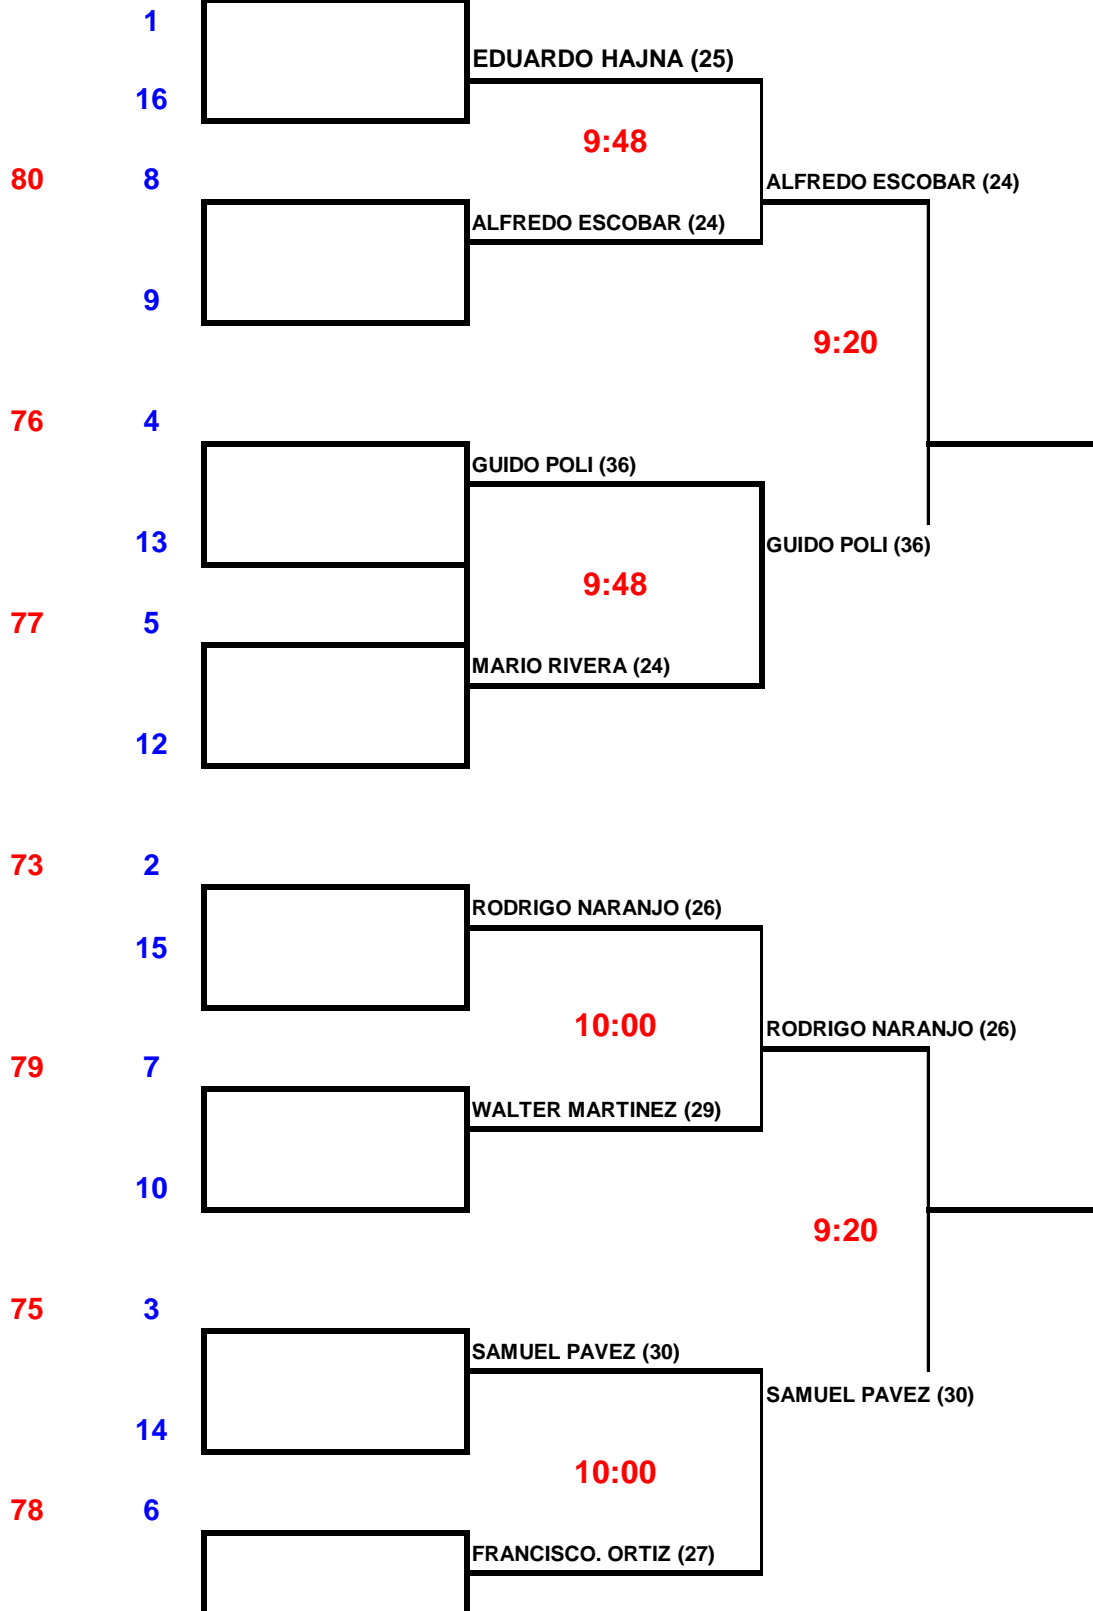 1
EDUARDO HAJNA (25)
16
9:48
80 8 ALFREDO ESCOBAR (24)
ALFREDO ESCOBAR (24)
9
9:20
76 4
GUIDO POLI (36)
13 GUIDO POLI (36)
9:48
77 5
MARIO RIVERA (24)
12
73 2
RODRIGO NARANJO (26)
15
10:00 RODRIGO NARANJO (26)
79 7
WALTER MARTINEZ (29)
10
9:20
75 3
SAMUEL PAVEZ (30)
SAMUEL PAVEZ (30)
14
10:00
78 6
FRANCISCO. ORTIZ (27)